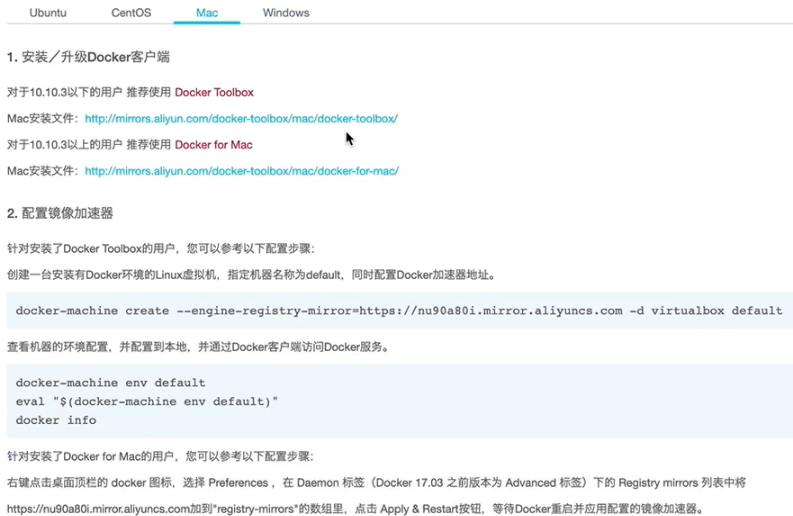 Ubuntu CentOS Mac Windows
1. 安装／升级Docker客户端
对于10.10.3以下的用户 推荐使用 Docker Toolbox
Mac安装文件：http://mirrors.aliyun.com/docker-toolbox/mac/docker-toolbox/
对于10.10.3以上的用户 推荐使用 Docker for Mac
Mac安装文件：http://mirrors.aliyun.com/docker-toolbox/mac/docker-for-mac/
2. 配置镜像加速器
针对安装了Docker Toolbox的用户，您可以参考以下配置步骤：
创建一台安装有Docker环境的Linux虚拟机，指定机器名称为default，同时配置Docker加速器地址。
docker-machine create --engine-registry-mirror=https://nu90a80i.mirror.aliyuncs.com -d virtualbox default
查看机器的环境配置，并配置到本地，并通过Docker客户端访问Docker服务。
docker-machine env default
eval "$(docker-machine env default)"
docker info
针对安装了Docker for Mac的用户，您可以参考以下配置步骤：
右键点击桌面顶栏的 docker 图标，选择 Preferences ，在 Daemon 标签（Docker 17.03 之前版本为 Advanced 标签）下的 Registry mirrors 列表中将
https://nu90a80i.mirror.aliyuncs.com加到"registry-mirrors"的数组里，点击 Apply & Restart按钮，等待Docker重启并应用配置的镜像加速器。